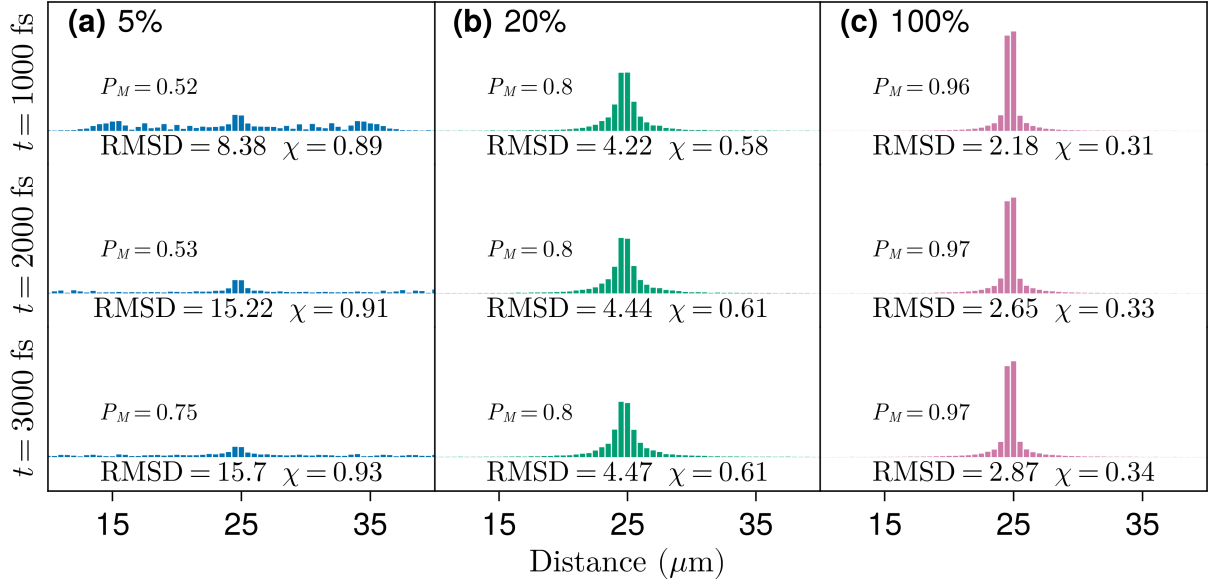 (a) 5%
(b) 20%
(c) 100%
t = 1000 fs
P_M = 0.52
RMSD = 8.38 χ = 0.89
P_M = 0.8
RMSD = 4.22 χ = 0.58
P_M = 0.96
RMSD = 2.18 χ = 0.31
t = 2000 fs
P_M = 0.53
RMSD = 15.22 χ = 0.91
P_M = 0.8
RMSD = 4.44 χ = 0.61
P_M = 0.97
RMSD = 2.65 χ = 0.33
t = 3000 fs
P_M = 0.75
RMSD = 15.7 χ = 0.93
P_M = 0.8
RMSD = 4.47 χ = 0.61
P_M = 0.97
RMSD = 2.87 χ = 0.34
15 25 35
15 25 35
15 25 35
Distance (μm)